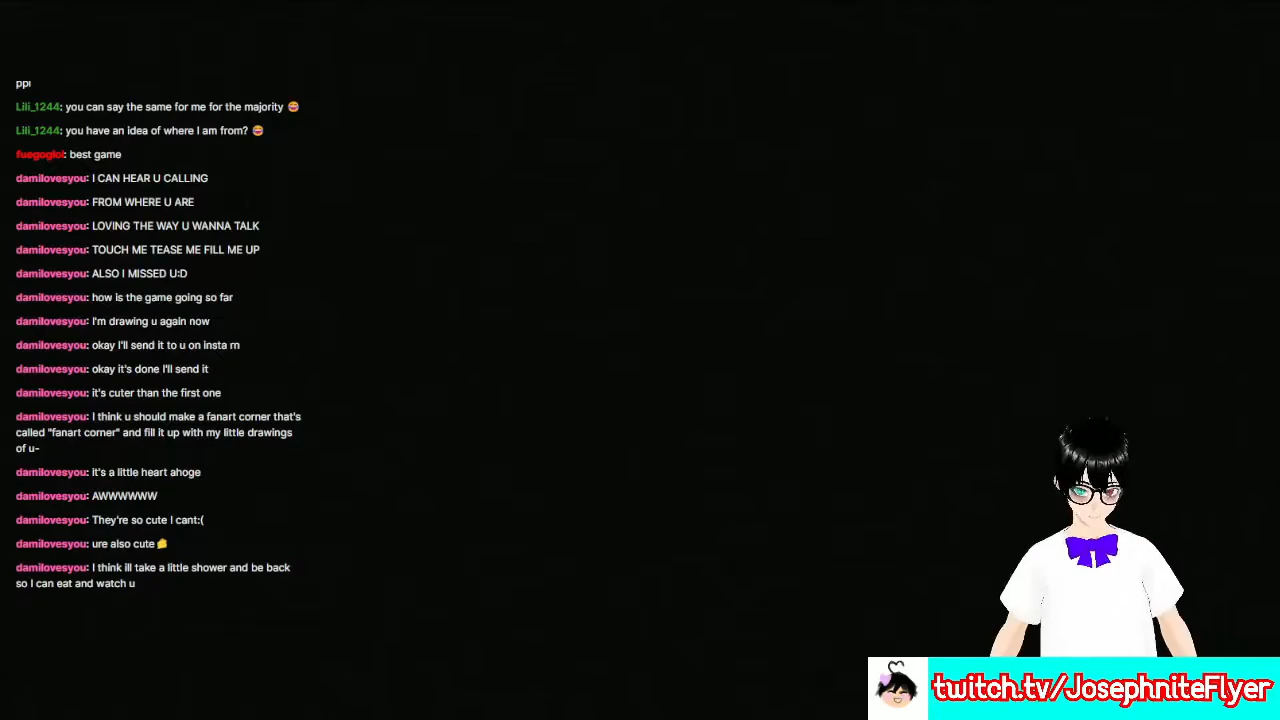 ppi
Lili_1244: you can say the same for me for the majority 😂
Lili_1244: you have an idea of where I am from? 😂
fuegoglol: best game
damilovesyou: I CAN HEAR U CALLING
damilovesyou: FROM WHERE U ARE
damilovesyou: LOVING THE WAY U WANNA TALK
damilovesyou: TOUCH ME TEASE ME FILL ME UP
damilovesyou: ALSO I MISSED U:D
damilovesyou: how is the game going so far
damilovesyou: I'm drawing u again now
damilovesyou: okay I'll send it to u on insta rn
damilovesyou: okay it's done I'll send it
damilovesyou: it's cuter than the first one
damilovesyou: I think u should make a fanart corner that's
called "fanart corner" and fill it up with my little drawings
of u-
damilovesyou: it's a little heart ahoge
damilovesyou: AWWWWWW
damilovesyou: They're so cute I cant:(
damilovesyou: ure also cute
damilovesyou: I think ill take a little shower and be back
so I can eat and watch u
twitch.tv/JosephniteFlyer